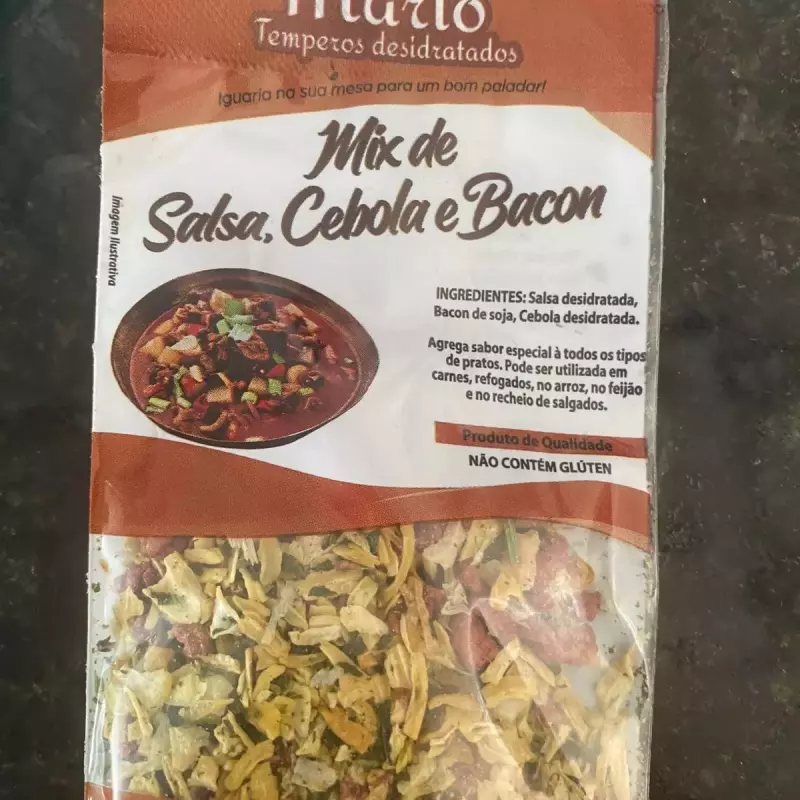 Temperos desidratados
Iguaria na sua mesa para um bom paladar!
Mix de
Salsa, Cebola e Bacon
Imagem Ilustrativa
INGREDIENTES: Salsa desidratada,
Bacon de soja, Cebola desidratada.
Agrega sabor especial à todos os tipos
de pratos. Pode ser utilizada em
carnes, refogados, no arroz, no feijão
e no recheio de salgados.
Produto de Qualidade
NÃO CONTÉM GLÚTEN